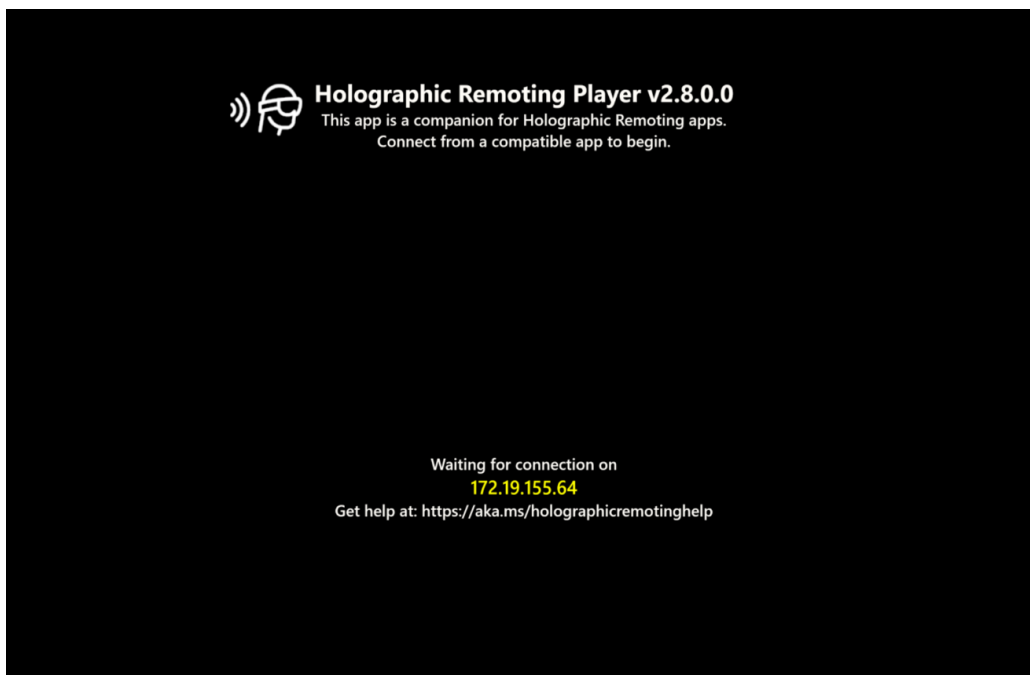 Holographic Remoting Player v2.8.0.0
This app is a companion for Holographic Remoting apps.
Connect from a compatible app to begin.
Waiting for connection on
172.19.155.64
Get help at: https://aka.ms/holographicremotinghelp